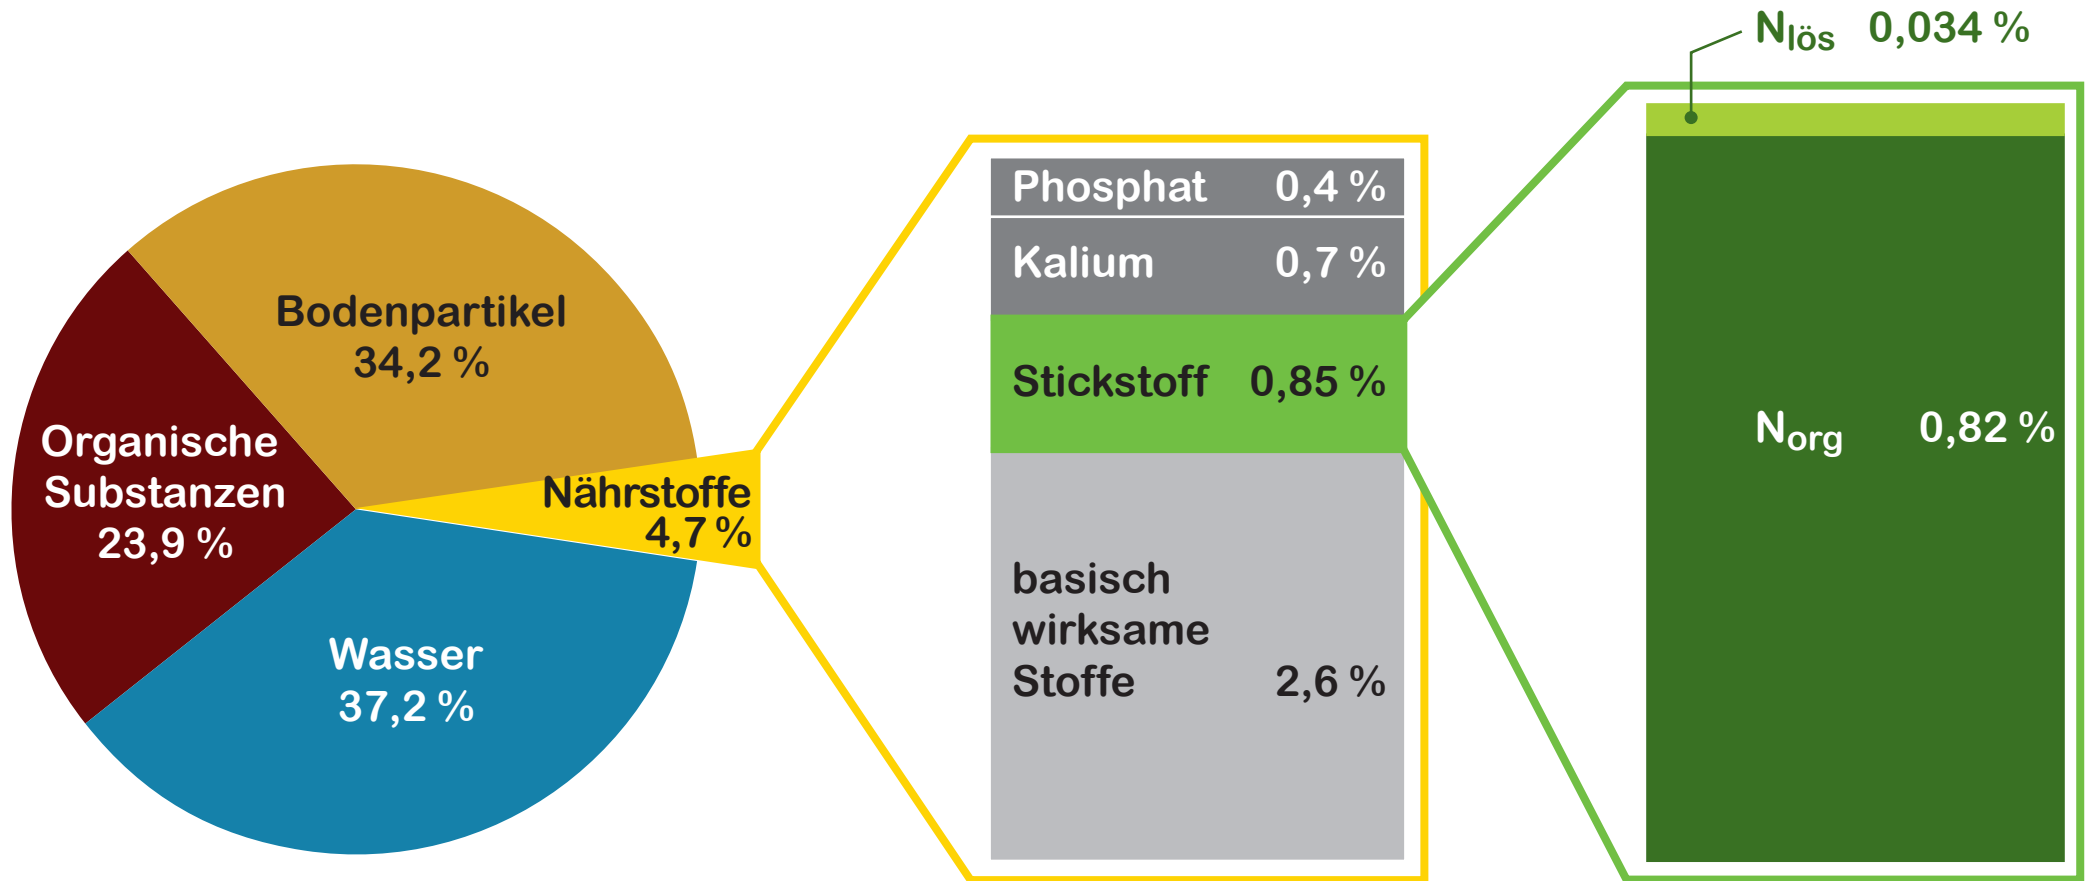 Bodenpartikel
34,2 %
Organische
Substanzen
23,9 %
Nährstoffe
4,7 %
Wasser
37,2 %
Phosphat 0,4 %
Kalium 0,7 %
Stickstoff 0,85 %
basisch
wirksame
Stoffe 2,6 %
Nlös 0,034 %
Norg 0,82 %